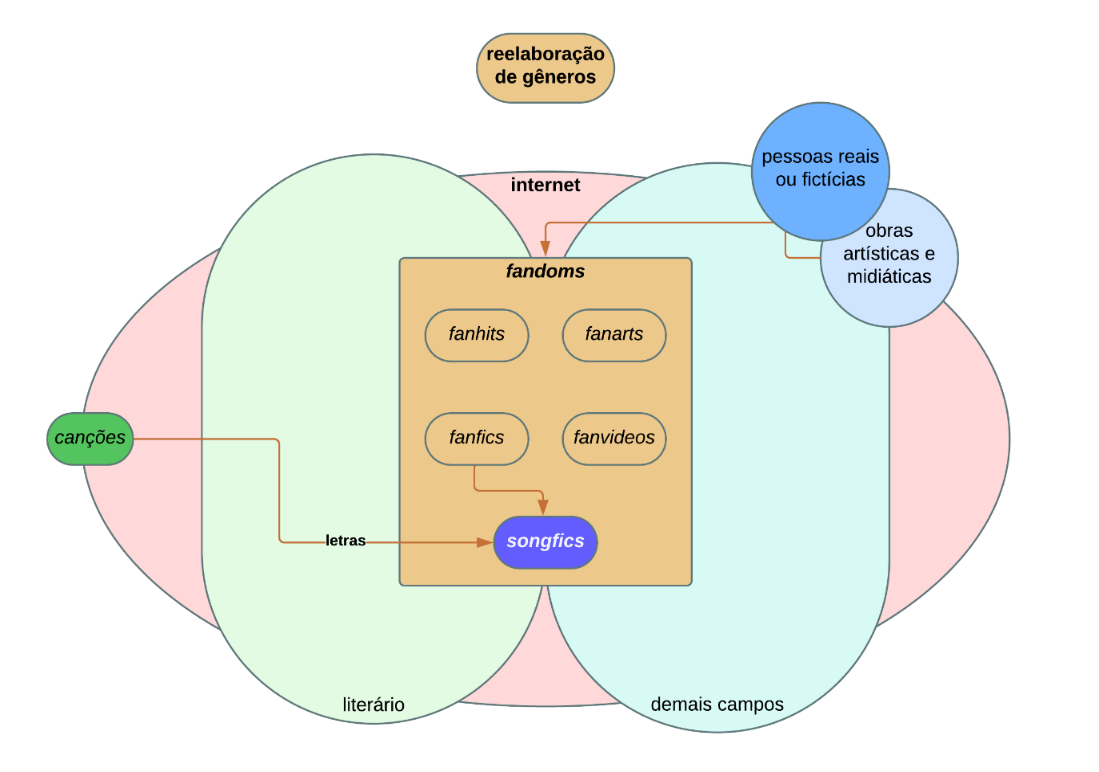 reelaboração
de gêneros
pessoas reais
ou fictícias
internet
obras
artísticas e
midiáticas
fandoms
fanhits
fanarts
canções
fanfics
fanvideos
letras
songfics
literário
demais campos